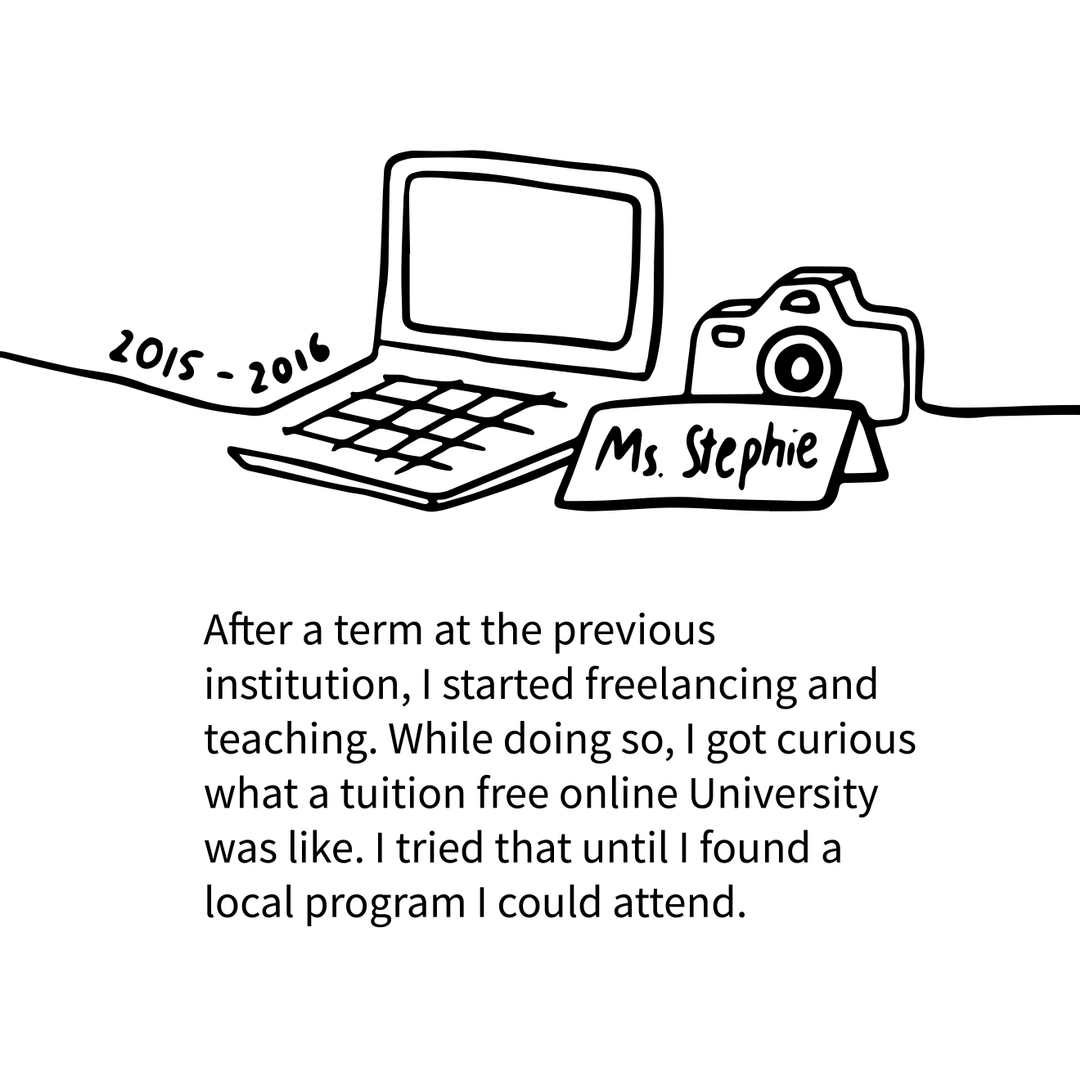 2015 - 2016
Ms. Stephie
After a term at the previous
institution, I started freelancing and
teaching. While doing so, I got curious
what a tuition free online University
was like. I tried that until I found a
local program I could attend.